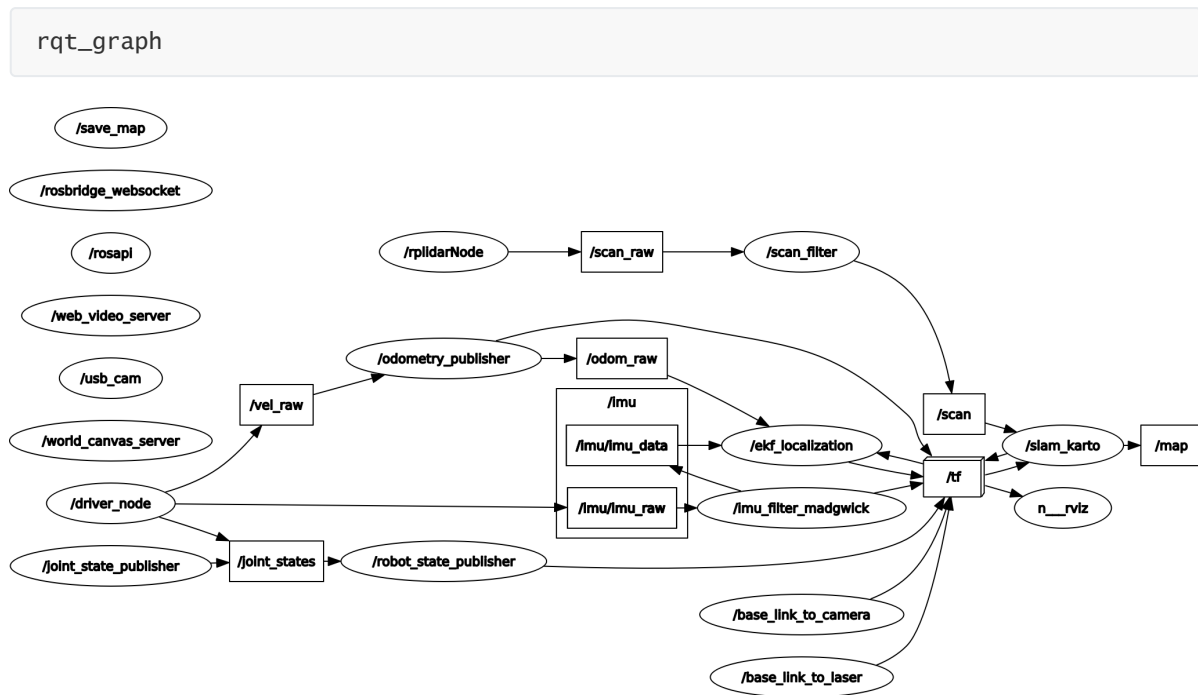 rqt_graph
/save_map
/rosbridge_websocket
/rosapi
/web_video_server
/usb_cam
/world_canvas_server
/driver_node
/joint_state_publisher
/vel_raw
/joint_states
/rplidarNode
/scan_raw
/scan_filter
/odometry_publisher
/odom_raw
/imu
/imu/imu_data
/imu/imu_raw
/ekf_localization
/imu_filter_madgwick
/robot_state_publisher
/base_link_to_camera
/base_link_to_laser
/scan
/tf
/slam_karto
/map
n___rviz